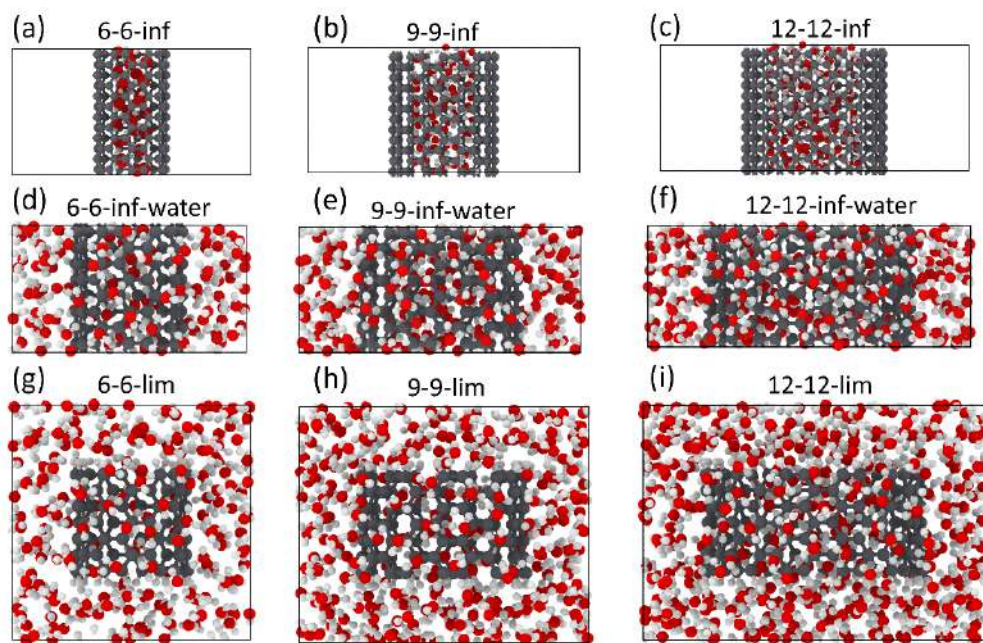 (a) 6-6-inf
(b) 9-9-inf
(c) 12-12-inf
(d) 6-6-inf-water
(e) 9-9-inf-water
(f) 12-12-inf-water
(g) 6-6-lim
(h) 9-9-lim
(i) 12-12-lim